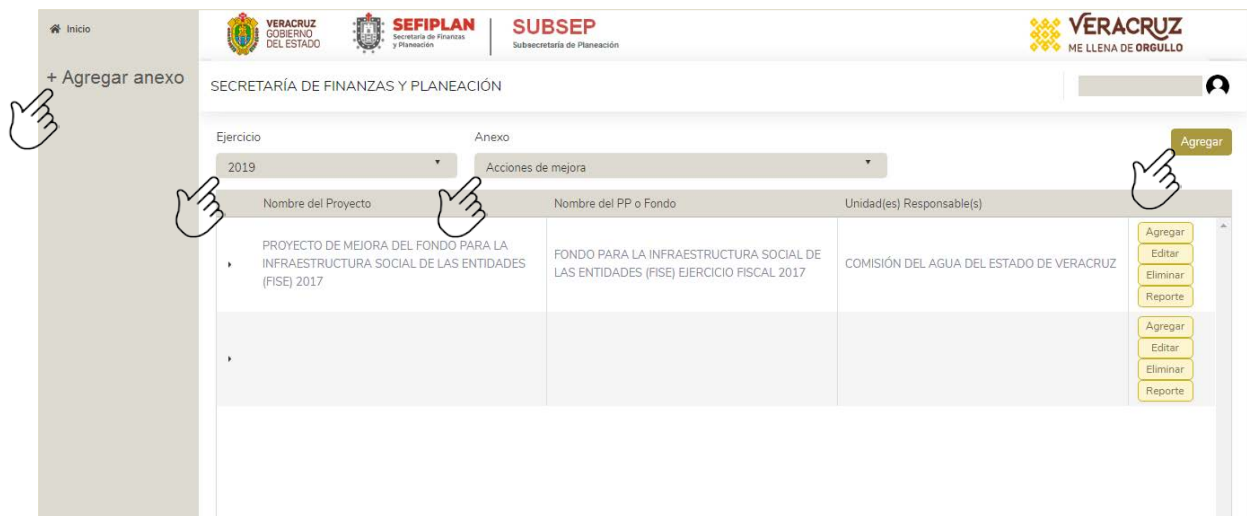 Inicio
VERACRUZ
GOBIERNO
DEL ESTADO
SEFIPLAN
Secretaría de Finanzas
y Planeación
SUBSEP
Subsecretaría de Planeación
VERACRUZ
ME LLENA DE ORGULLO
+ Agregar anexo
SECRETARÍA DE FINANZAS Y PLANEACIÓN
Ejercicio
Anexo
Agregar
2019
Acciones de mejora
Nombre del Proyecto
Nombre del PP o Fondo
Unidad(es) Responsable(s)
PROYECTO DE MEJORA DEL FONDO PARA LA
INFRAESTRUCTURA SOCIAL DE LAS ENTIDADES
(FISE) 2017
FONDO PARA LA INFRAESTRUCTURA SOCIAL DE
LAS ENTIDADES (FISE) EJERCICIO FISCAL 2017
COMISIÓN DEL AGUA DEL ESTADO DE VERACRUZ
Agregar
Editar
Eliminar
Reporte
Agregar
Editar
Eliminar
Reporte